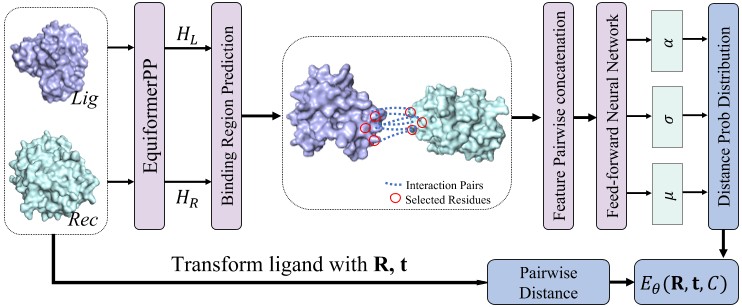 Lig
Rec
EquiformerPP
H_L
H_R
Binding Region Prediction
Interaction Pairs
Selected Residues
Feature Pairwise concatenation
Feed-forward Neural Network
α
σ
μ
Distance Prob Distribution
Transform ligand with R, t
Pairwise
Distance
E_θ(R, t, C)